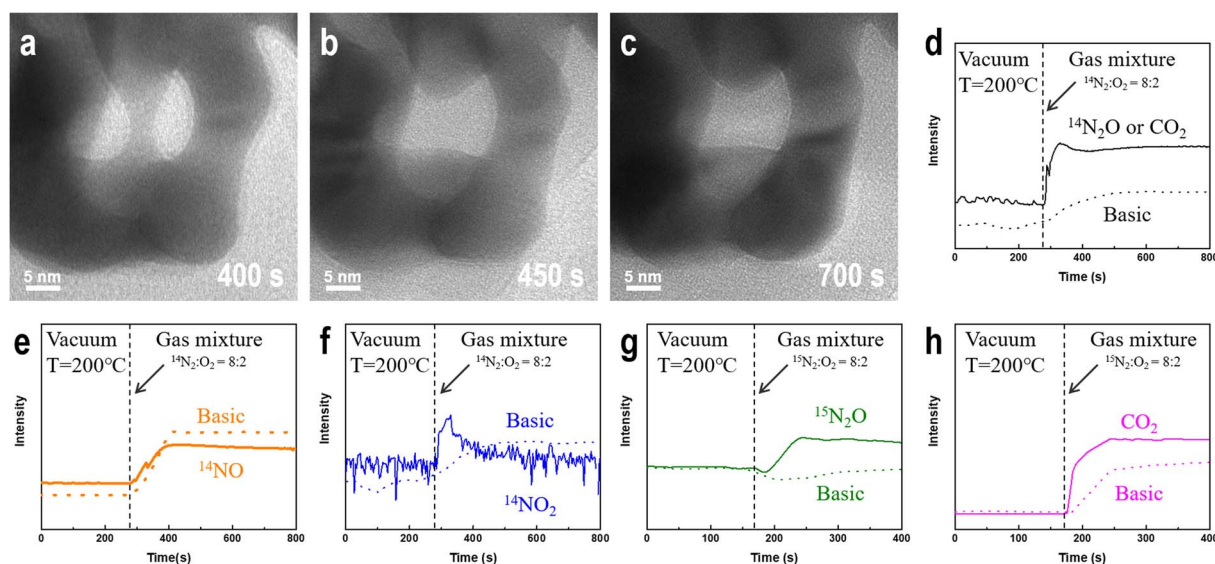 a
5 nm
400 s
b
5 nm
450 s
c
5 nm
700 s
d
Vacuum
T=200°C
Gas mixture
¹⁴N₂:O₂ = 8:2
¹⁴N₂O or CO₂
Basic
Intensity
0 200 400 600 800
Time (s)
e
Vacuum
T=200°C
Gas mixture
¹⁴N₂:O₂ = 8:2
Basic
¹⁴NO
Intensity
0 200 400 600 800
Time(s)
f
Vacuum
T=200°C
Gas mixture
¹⁴N₂:O₂ = 8:2
Basic
¹⁴NO₂
Intensity
0 200 400 600 800
Time (s)
g
Vacuum
T=200°C
Gas mixture
¹⁵N₂:O₂ = 8:2
¹⁵N₂O
Basic
Intensity
0 100 200 300 400
Time (s)
h
Vacuum
T=200°C
Gas mixture
¹⁵N₂:O₂ = 8:2
CO₂
Basic
Intensity
0 100 200 300 400
Time (s)